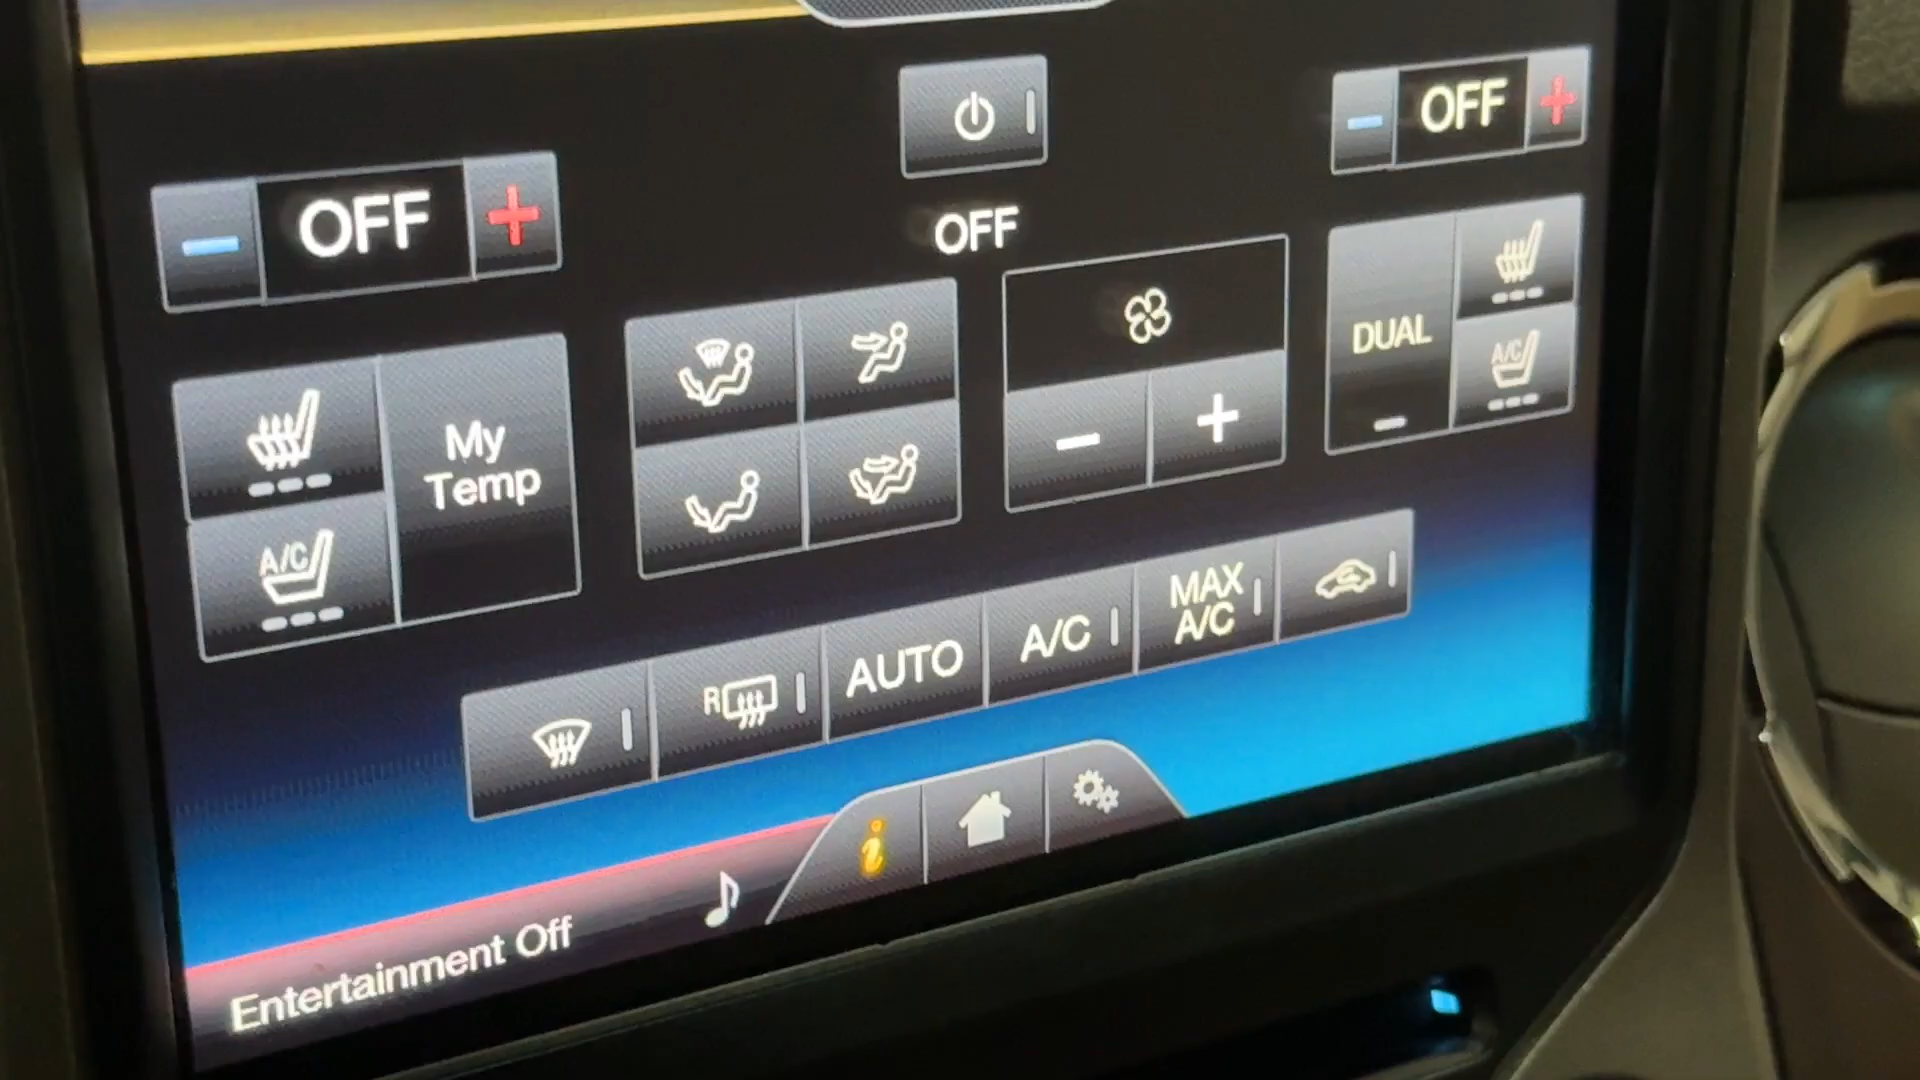 OFF
OFF
OFF
My
Temp
DUAL
A/C
A/C
R
AUTO
A/C
MAX
A/C
i
Entertainment Off